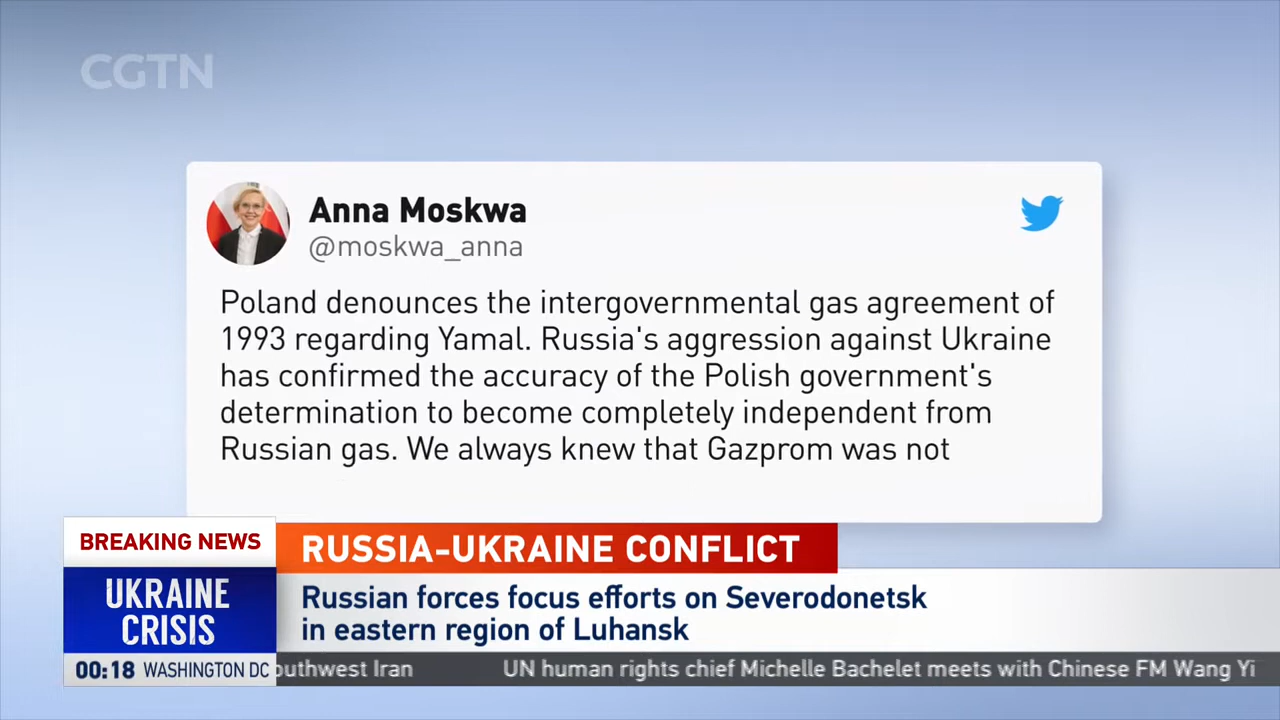 CGTN
Anna Moskwa
@moskwa_anna
Poland denounces the intergovernmental gas agreement of
1993 regarding Yamal. Russia's aggression against Ukraine
has confirmed the accuracy of the Polish government's
determination to become completely independent from
Russian gas. We always knew that Gazprom was not
BREAKING NEWS
RUSSIA-UKRAINE CONFLICT
UKRAINE
CRISIS
Russian forces focus efforts on Severodonetsk
in eastern region of Luhansk
00:18 WASHINGTON DC
outhwest Iran UN human rights chief Michelle Bachelet meets with Chinese FM Wang Yi